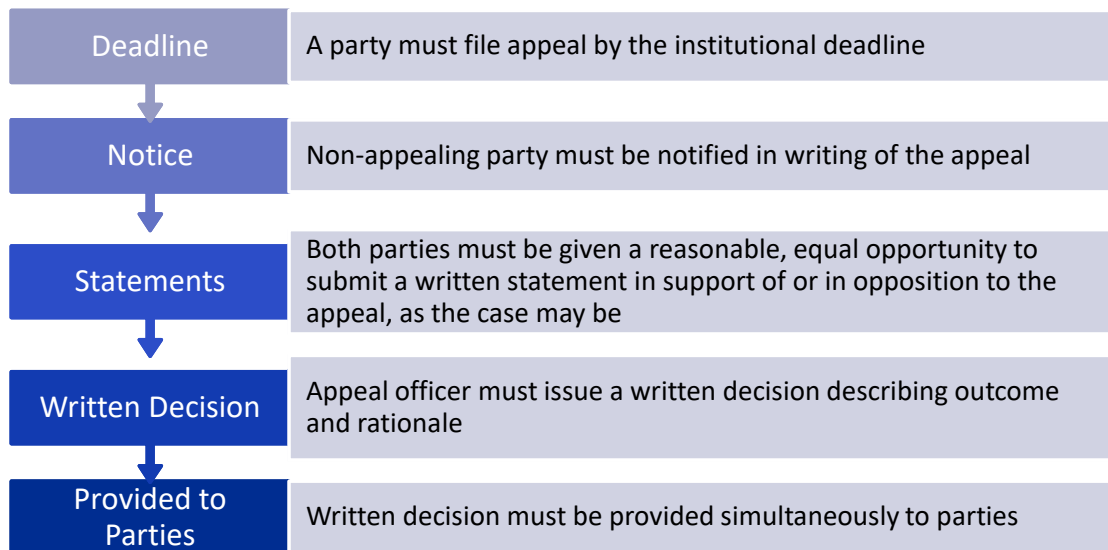 Deadline
A party must file appeal by the institutional deadline
Notice
Non-appealing party must be notified in writing of the appeal
Statements
Both parties must be given a reasonable, equal opportunity to
submit a written statement in support of or in opposition to the
appeal, as the case may be
Written Decision
Appeal officer must issue a written decision describing outcome
and rationale
Provided to
Parties
Written decision must be provided simultaneously to parties